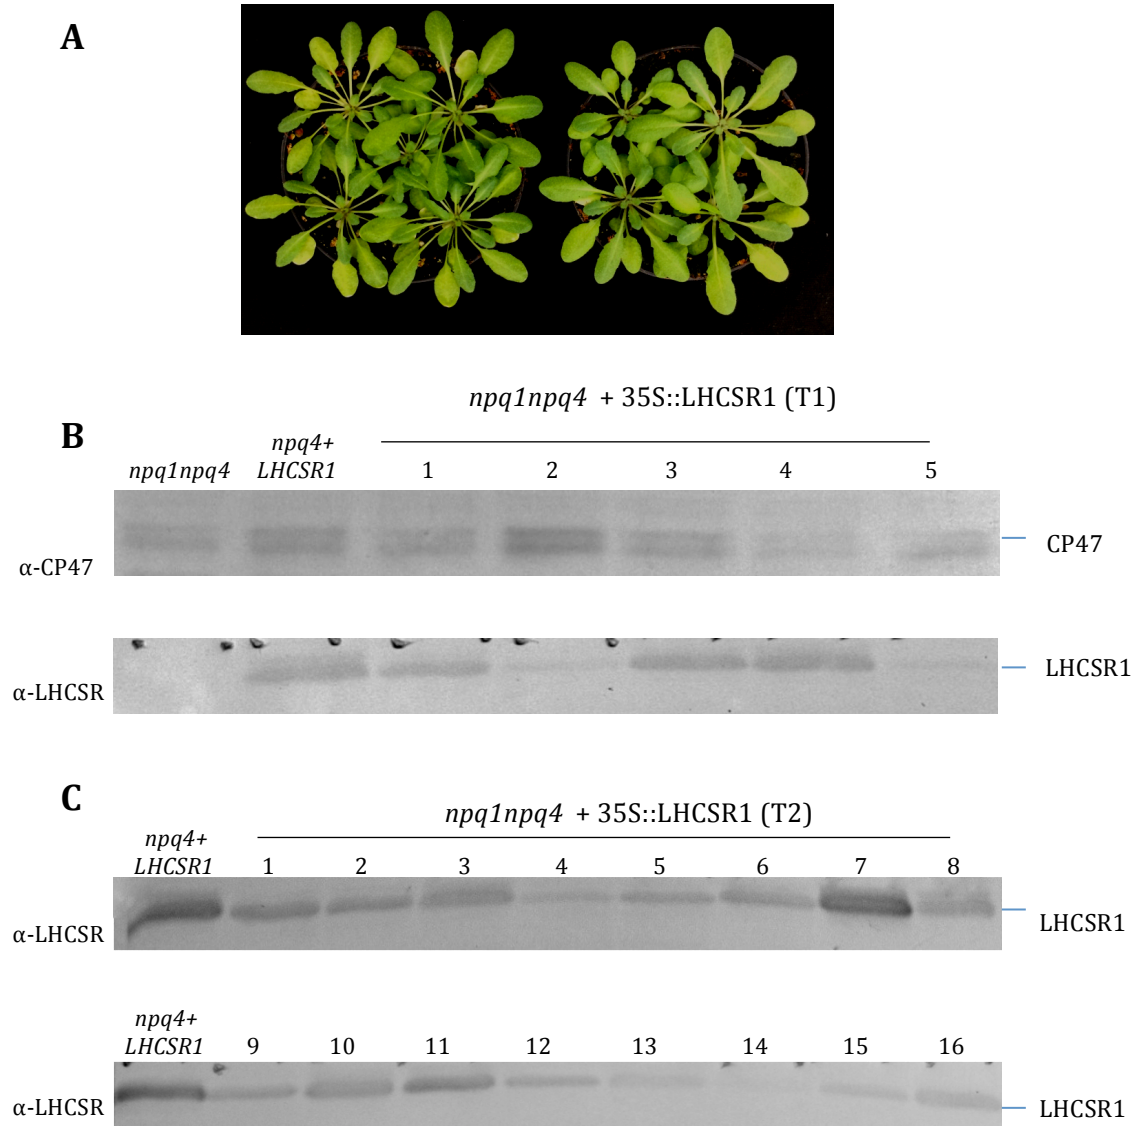 A
npq1npq4 + 35S::LHCSR1 (T1)
B
npq1npq4
npq4+
LHCSR1
1 2 3 4 5
α-CP47
CP47
α-LHCSR
LHCSR1
C
npq1npq4 + 35S::LHCSR1 (T2)
npq4+
LHCSR1
1 2 3 4 5 6 7 8
α-LHCSR
LHCSR1
npq4+
LHCSR1
9 10 11 12 13 14 15 16
α-LHCSR
LHCSR1